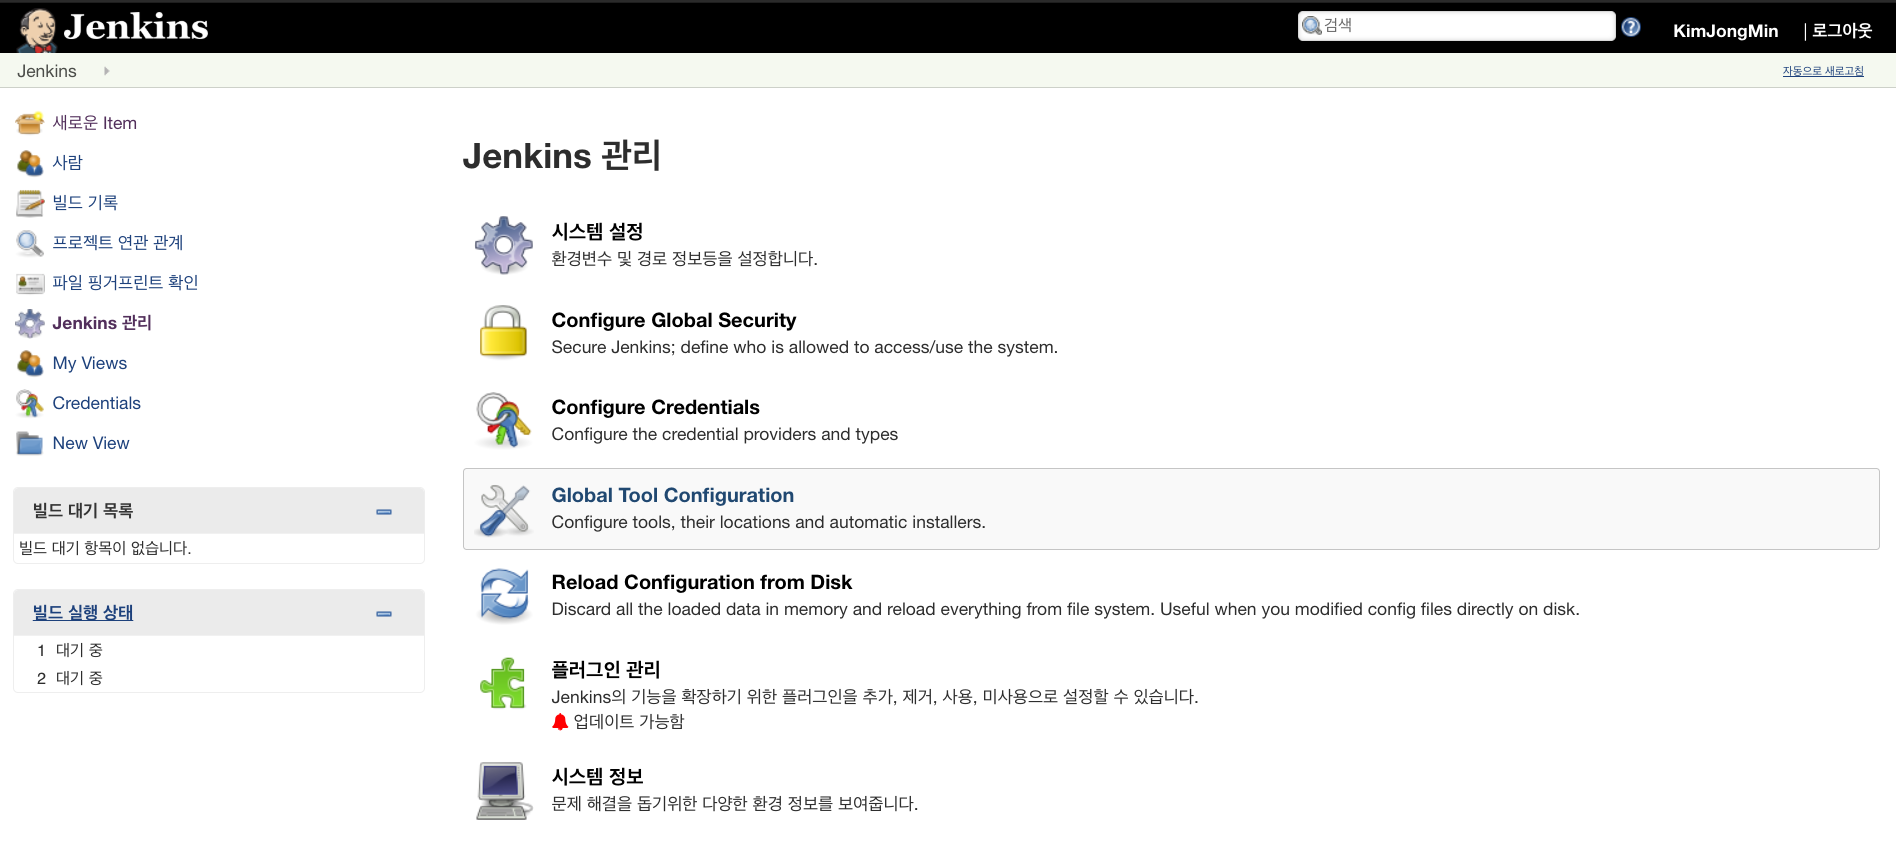 Jenkins
검색
KimJongMin
| 로그아웃
Jenkins
자동으로 새로고침
새로운 Item
사람
빌드 기록
프로젝트 연관 관계
파일 핑거프린트 확인
Jenkins 관리
My Views
Credentials
New View
빌드 대기 목록
빌드 대기 항목이 없습니다.
빌드 실행 상태
1 대기 중
2 대기 중
Jenkins 관리
시스템 설정
환경변수 및 경로 정보등을 설정합니다.
Configure Global Security
Secure Jenkins; define who is allowed to access/use the system.
Configure Credentials
Configure the credential providers and types
Global Tool Configuration
Configure tools, their locations and automatic installers.
Reload Configuration from Disk
Discard all the loaded data in memory and reload everything from file system. Useful when you modified config files directly on disk.
플러그인 관리
Jenkins의 기능을 확장하기 위한 플러그인을 추가, 제거, 사용, 미사용으로 설정할 수 있습니다.
업데이트 가능함
시스템 정보
문제 해결을 돕기위한 다양한 환경 정보를 보여줍니다.